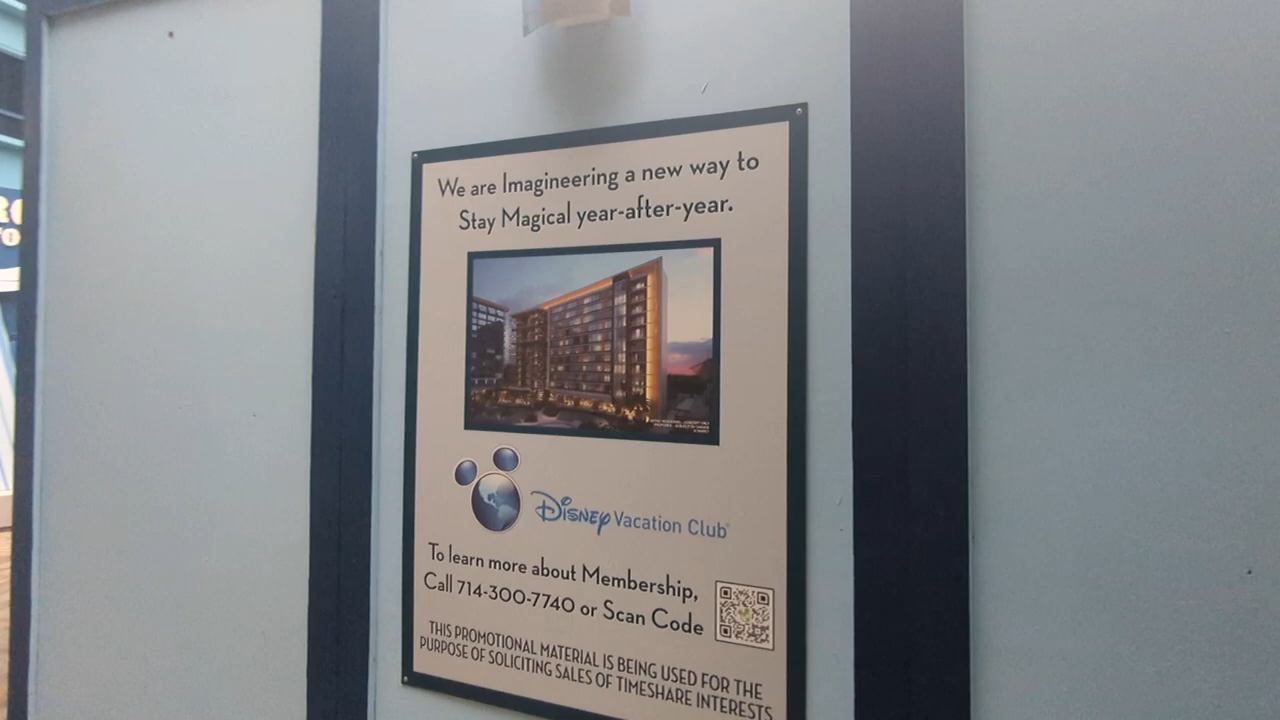 We are Imagineering a new way to
Stay Magical year-after-year.
Disney Vacation Club®
To learn more about Membership,
Call 714-300-7740 or Scan Code
THIS PROMOTIONAL MATERIAL IS BEING USED FOR THE
PURPOSE OF SOLICITING SALES OF TIMESHARE INTERESTS